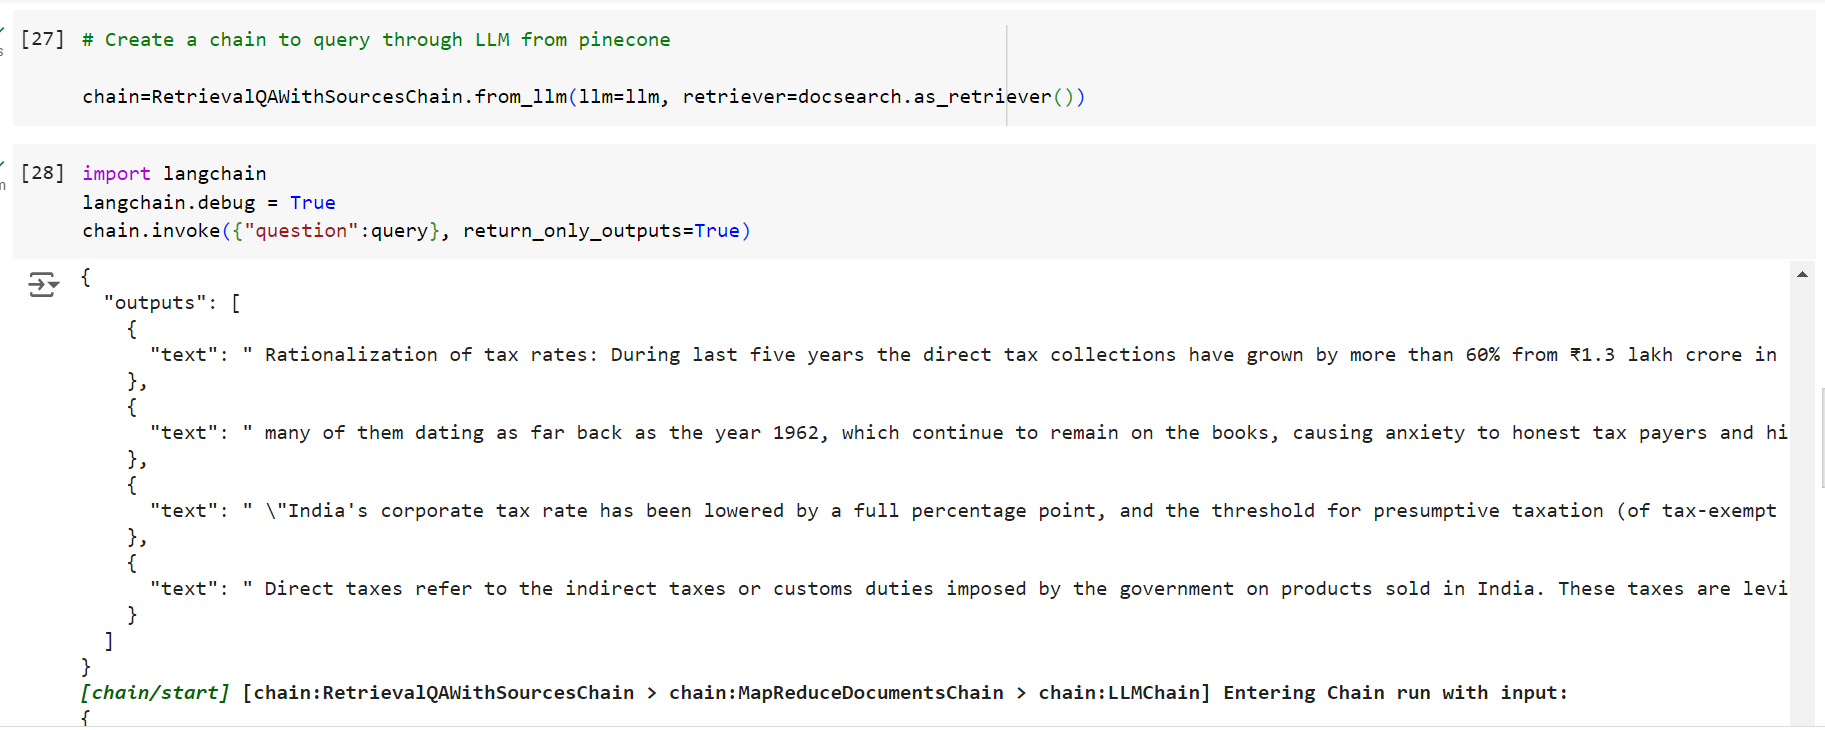 [27] # Create a chain to query through LLM from pinecone
chain=RetrievalQAWithSourcesChain.from_llm(llm=llm, retriever=docsearch.as_retriever())
[28] import langchain
langchain.debug = True
chain.invoke({"question":query}, return_only_outputs=True)
{
"outputs": [
{
"text": " Rationalization of tax rates: During last five years the direct tax collections have grown by more than 60% from ₹1.3 lakh crore in
},
{
"text": " many of them dating as far back as the year 1962, which continue to remain on the books, causing anxiety to honest tax payers and hi
},
{
"text": " \"India's corporate tax rate has been lowered by a full percentage point, and the threshold for presumptive taxation (of tax-exempt
},
{
"text": " Direct taxes refer to the indirect taxes or customs duties imposed by the government on products sold in India. These taxes are levi
}
]
}
[chain/start] [chain:RetrievalQAWithSourcesChain > chain:MapReduceDocumentsChain > chain:LLMChain] Entering Chain run with input:
{